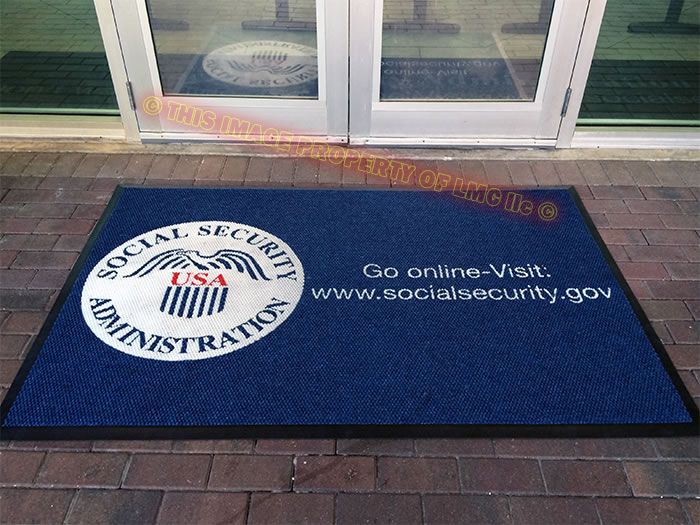 © THIS IMAGE PROPERTY OF LMC llc ©
SOCIAL SECURITY
USA
ADMINISTRATION
Go online-Visit:
www.socialsecurity.gov